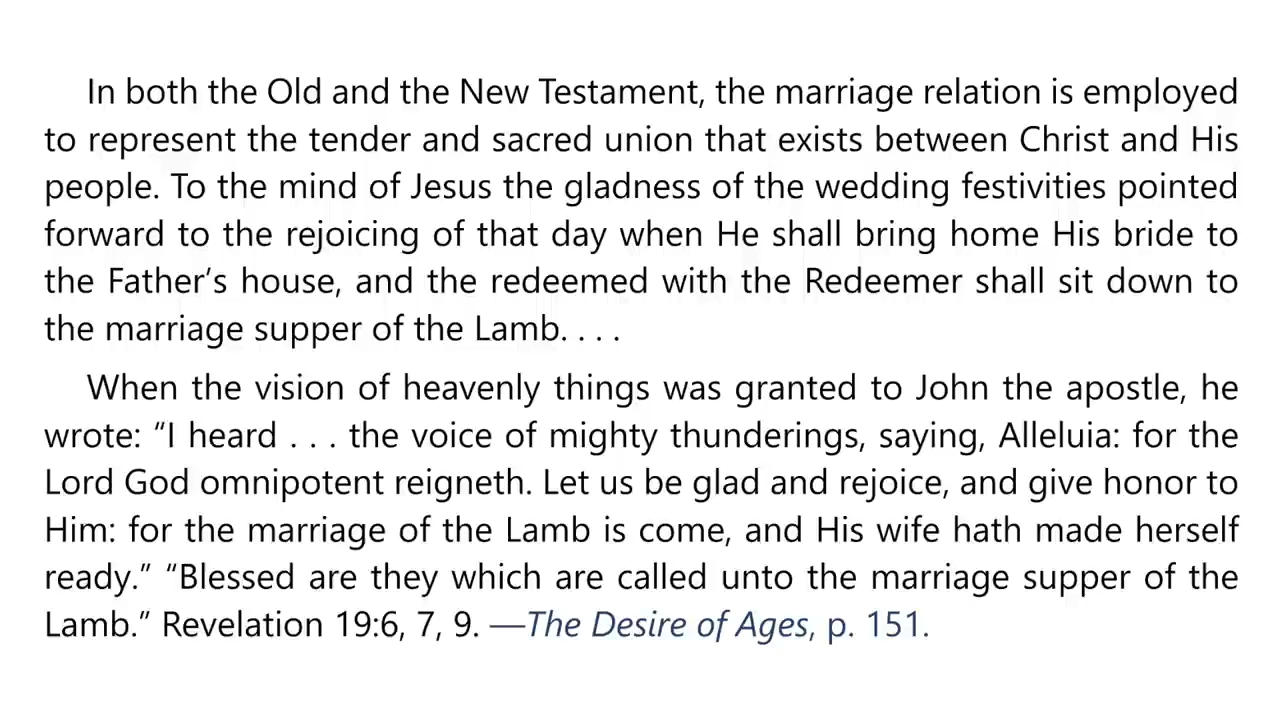 In both the Old and the New Testament, the marriage relation is employed
to represent the tender and sacred union that exists between Christ and His
people. To the mind of Jesus the gladness of the wedding festivities pointed
forward to the rejoicing of that day when He shall bring home His bride to
the Father’s house, and the redeemed with the Redeemer shall sit down to
the marriage supper of the Lamb. . . .
When the vision of heavenly things was granted to John the apostle, he
wrote: “I heard . . . the voice of mighty thunderings, saying, Alleluia: for the
Lord God omnipotent reigneth. Let us be glad and rejoice, and give honor to
Him: for the marriage of the Lamb is come, and His wife hath made herself
ready.” “Blessed are they which are called unto the marriage supper of the
Lamb.” Revelation 19:6, 7, 9. —The Desire of Ages, p. 151.